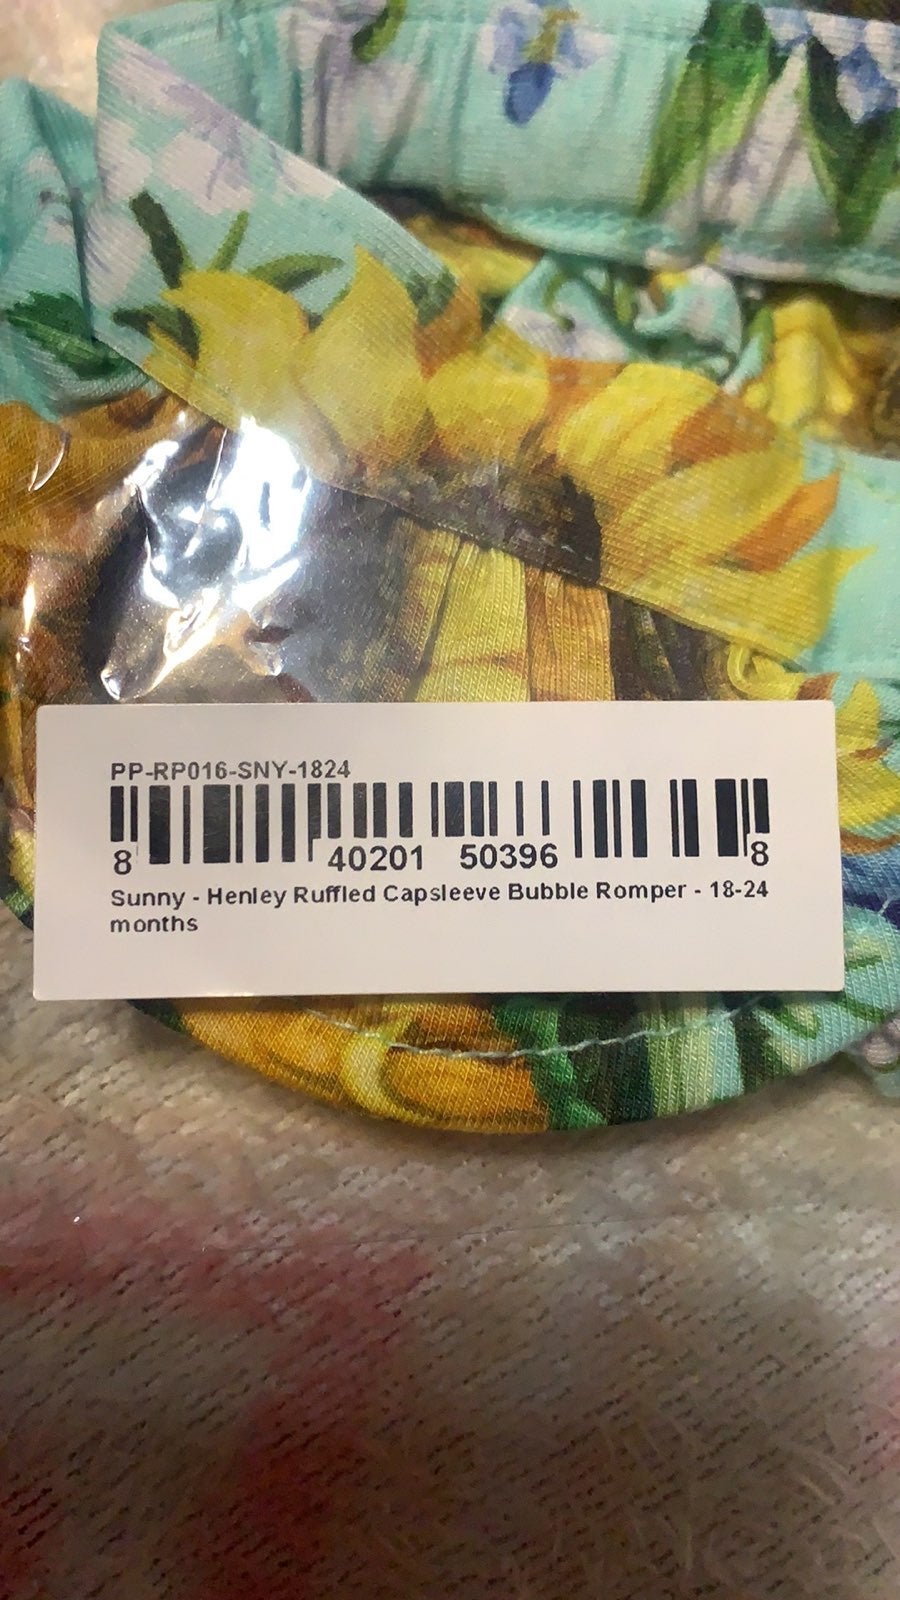 PP-RP016-SNY-1824
8 40201 50396 8
Sunny - Henley Ruffled Capsleeve Bubble Romper - 18-24
months